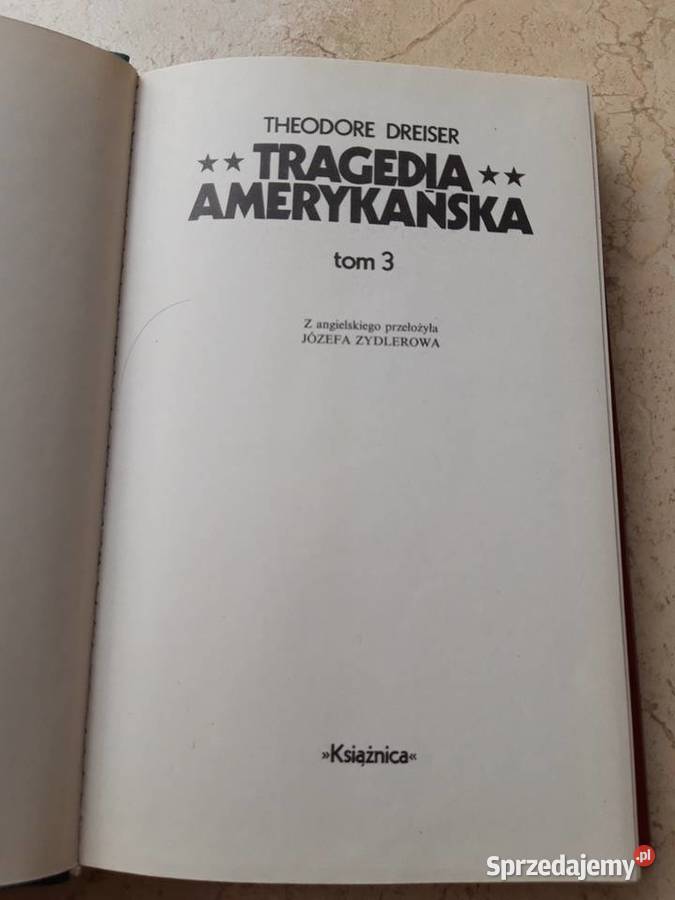 THEODORE DREISER
★★ TRAGEDIA ★★
AMERYKAŃSKA
tom 3
Z angielskiego przełożyła
JÓZEFA ZYDLEROWA
»Książnica«
Sprzedajemy.pl